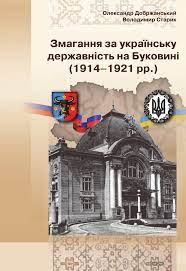 Олександр Добржанський
Володимир Старик
Змагання за українську
державність на Буковині
(1914–1921 рр.)